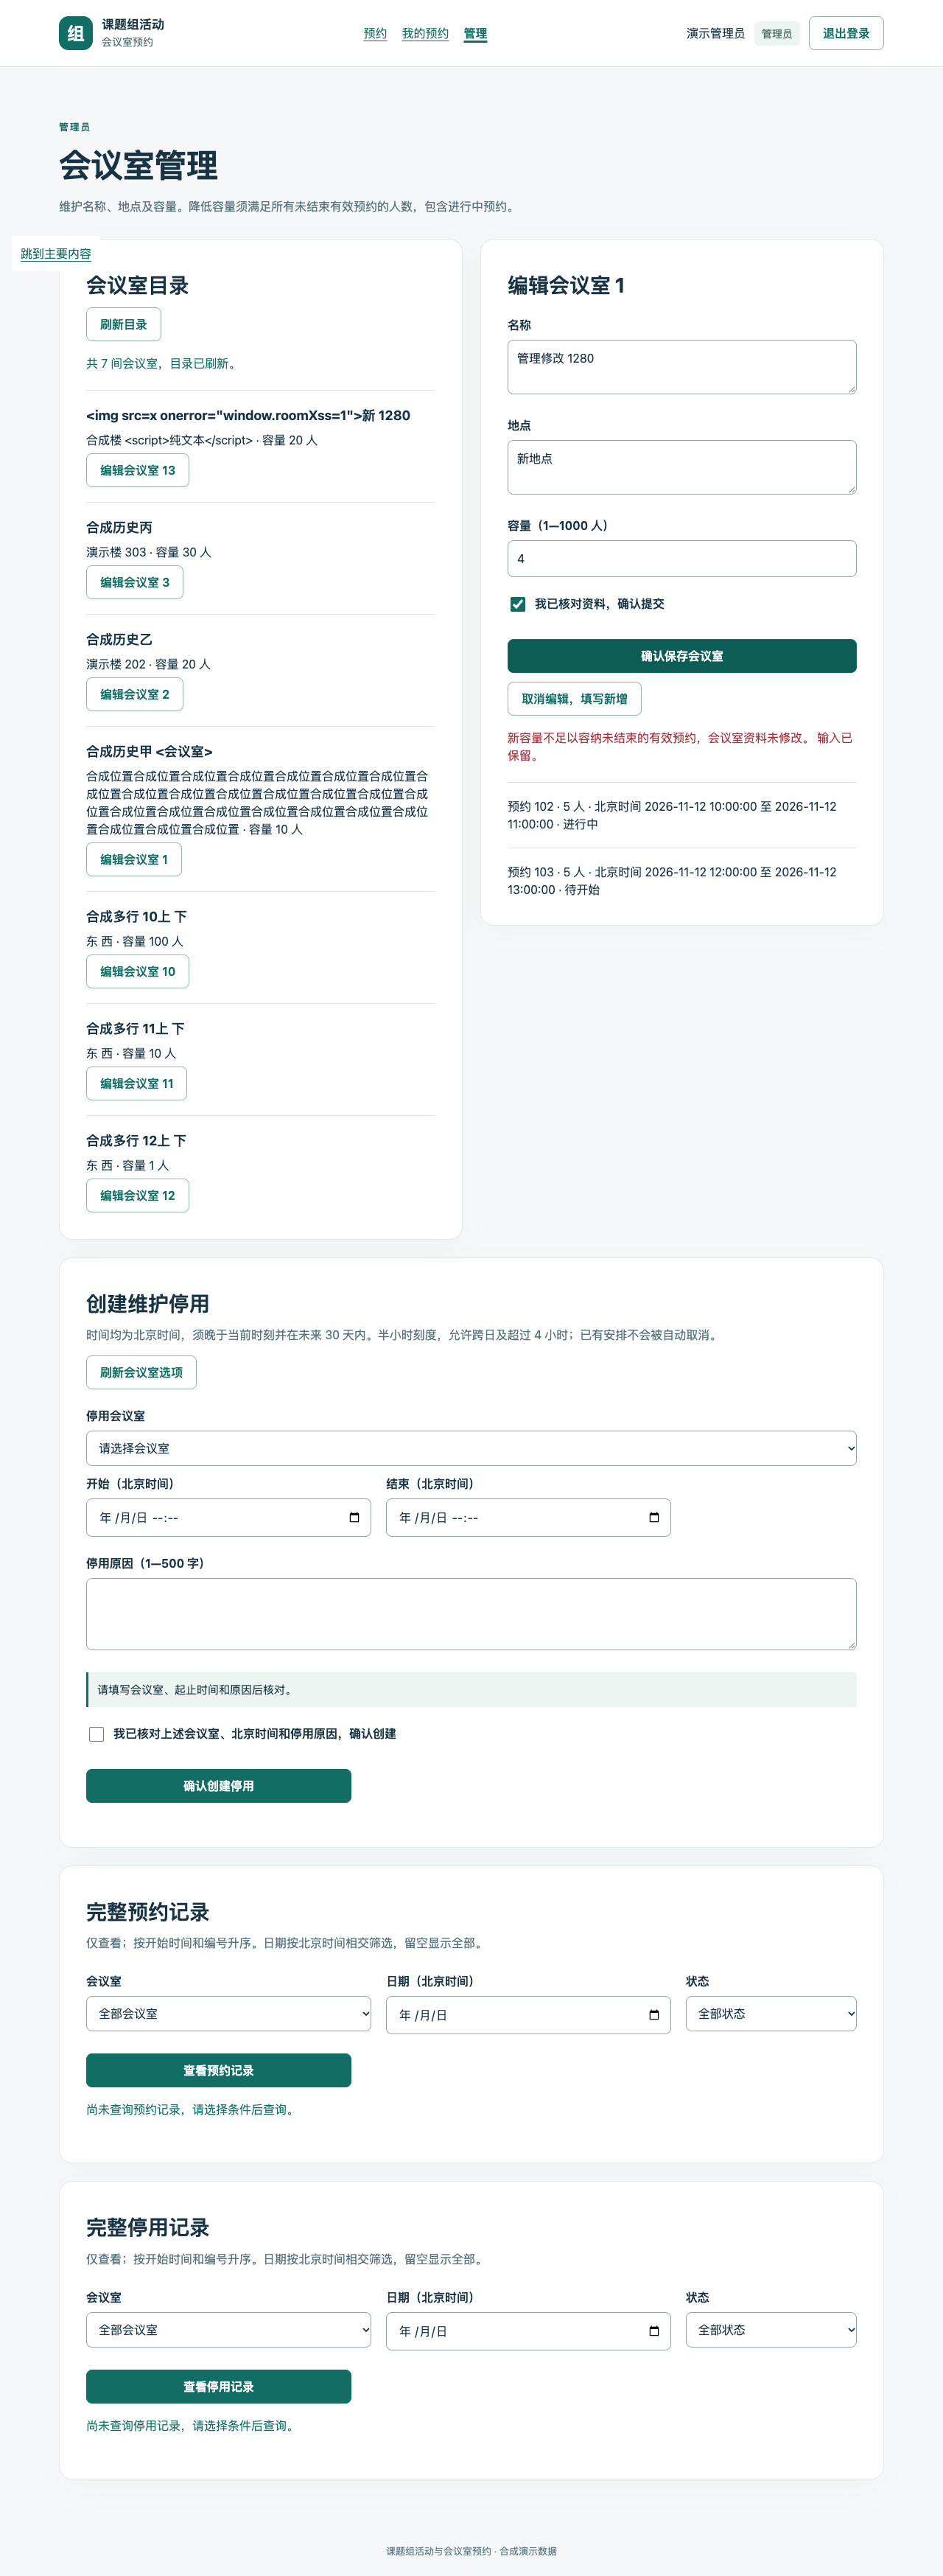 组
课题组活动
会议室预约
预约 我的预约 管理
演示管理员 管理员 退出登录
管理员
会议室管理
维护名称、地点及容量。降低容量须满足所有未结束有效预约的人数，包含进行中预约。
跳到主要内容
会议室目录
刷新目录
共 7 间会议室，目录已刷新。
<img src=x onerror="window.roomXss=1">新 1280
合成楼 <script>纯文本</script> · 容量 20 人
编辑会议室 13
合成历史丙
演示楼 303 · 容量 30 人
编辑会议室 3
合成历史乙
演示楼 202 · 容量 20 人
编辑会议室 2
合成历史甲 <会议室>
合成位置合成位置合成位置合成位置合成位置合成位置合成位置合
成位置合成位置合成位置合成位置合成位置合成位置合成位置合成
位置合成位置合成位置合成位置合成位置合成位置合成位置合成位
置合成位置合成位置合成位置 · 容量 10 人
编辑会议室 1
合成多行 10上 下
东 西 · 容量 100 人
编辑会议室 10
合成多行 11上 下
东 西 · 容量 10 人
编辑会议室 11
合成多行 12上 下
东 西 · 容量 1 人
编辑会议室 12
编辑会议室 1
名称
管理修改 1280
地点
新地点
容量（1—1000 人）
4
我已核对资料，确认提交
确认保存会议室
取消编辑，填写新增
新容量不足以容纳未结束的有效预约，会议室资料未修改。 输入已
保留。
预约 102 · 5 人 · 北京时间 2026-11-12 10:00:00 至 2026-11-12
11:00:00 · 进行中
预约 103 · 5 人 · 北京时间 2026-11-12 12:00:00 至 2026-11-12
13:00:00 · 待开始
创建维护停用
时间均为北京时间，须晚于当前时刻并在未来 30 天内。半小时刻度，允许跨日及超过 4 小时；已有安排不会被自动取消。
刷新会议室选项
停用会议室
请选择会议室
开始（北京时间） 结束（北京时间）
年 /月/日 --:-- 年 /月/日 --:--
停用原因（1—500 字）
请填写会议室、起止时间和原因后核对。
我已核对上述会议室、北京时间和停用原因，确认创建
确认创建停用
完整预约记录
仅查看；按开始时间和编号升序。日期按北京时间相交筛选，留空显示全部。
会议室 日期（北京时间） 状态
全部会议室 年 /月/日 全部状态
查看预约记录
尚未查询预约记录，请选择条件后查询。
完整停用记录
仅查看；按开始时间和编号升序。日期按北京时间相交筛选，留空显示全部。
会议室 日期（北京时间） 状态
全部会议室 年 /月/日 全部状态
查看停用记录
尚未查询停用记录，请选择条件后查询。
课题组活动与会议室预约 · 合成演示数据